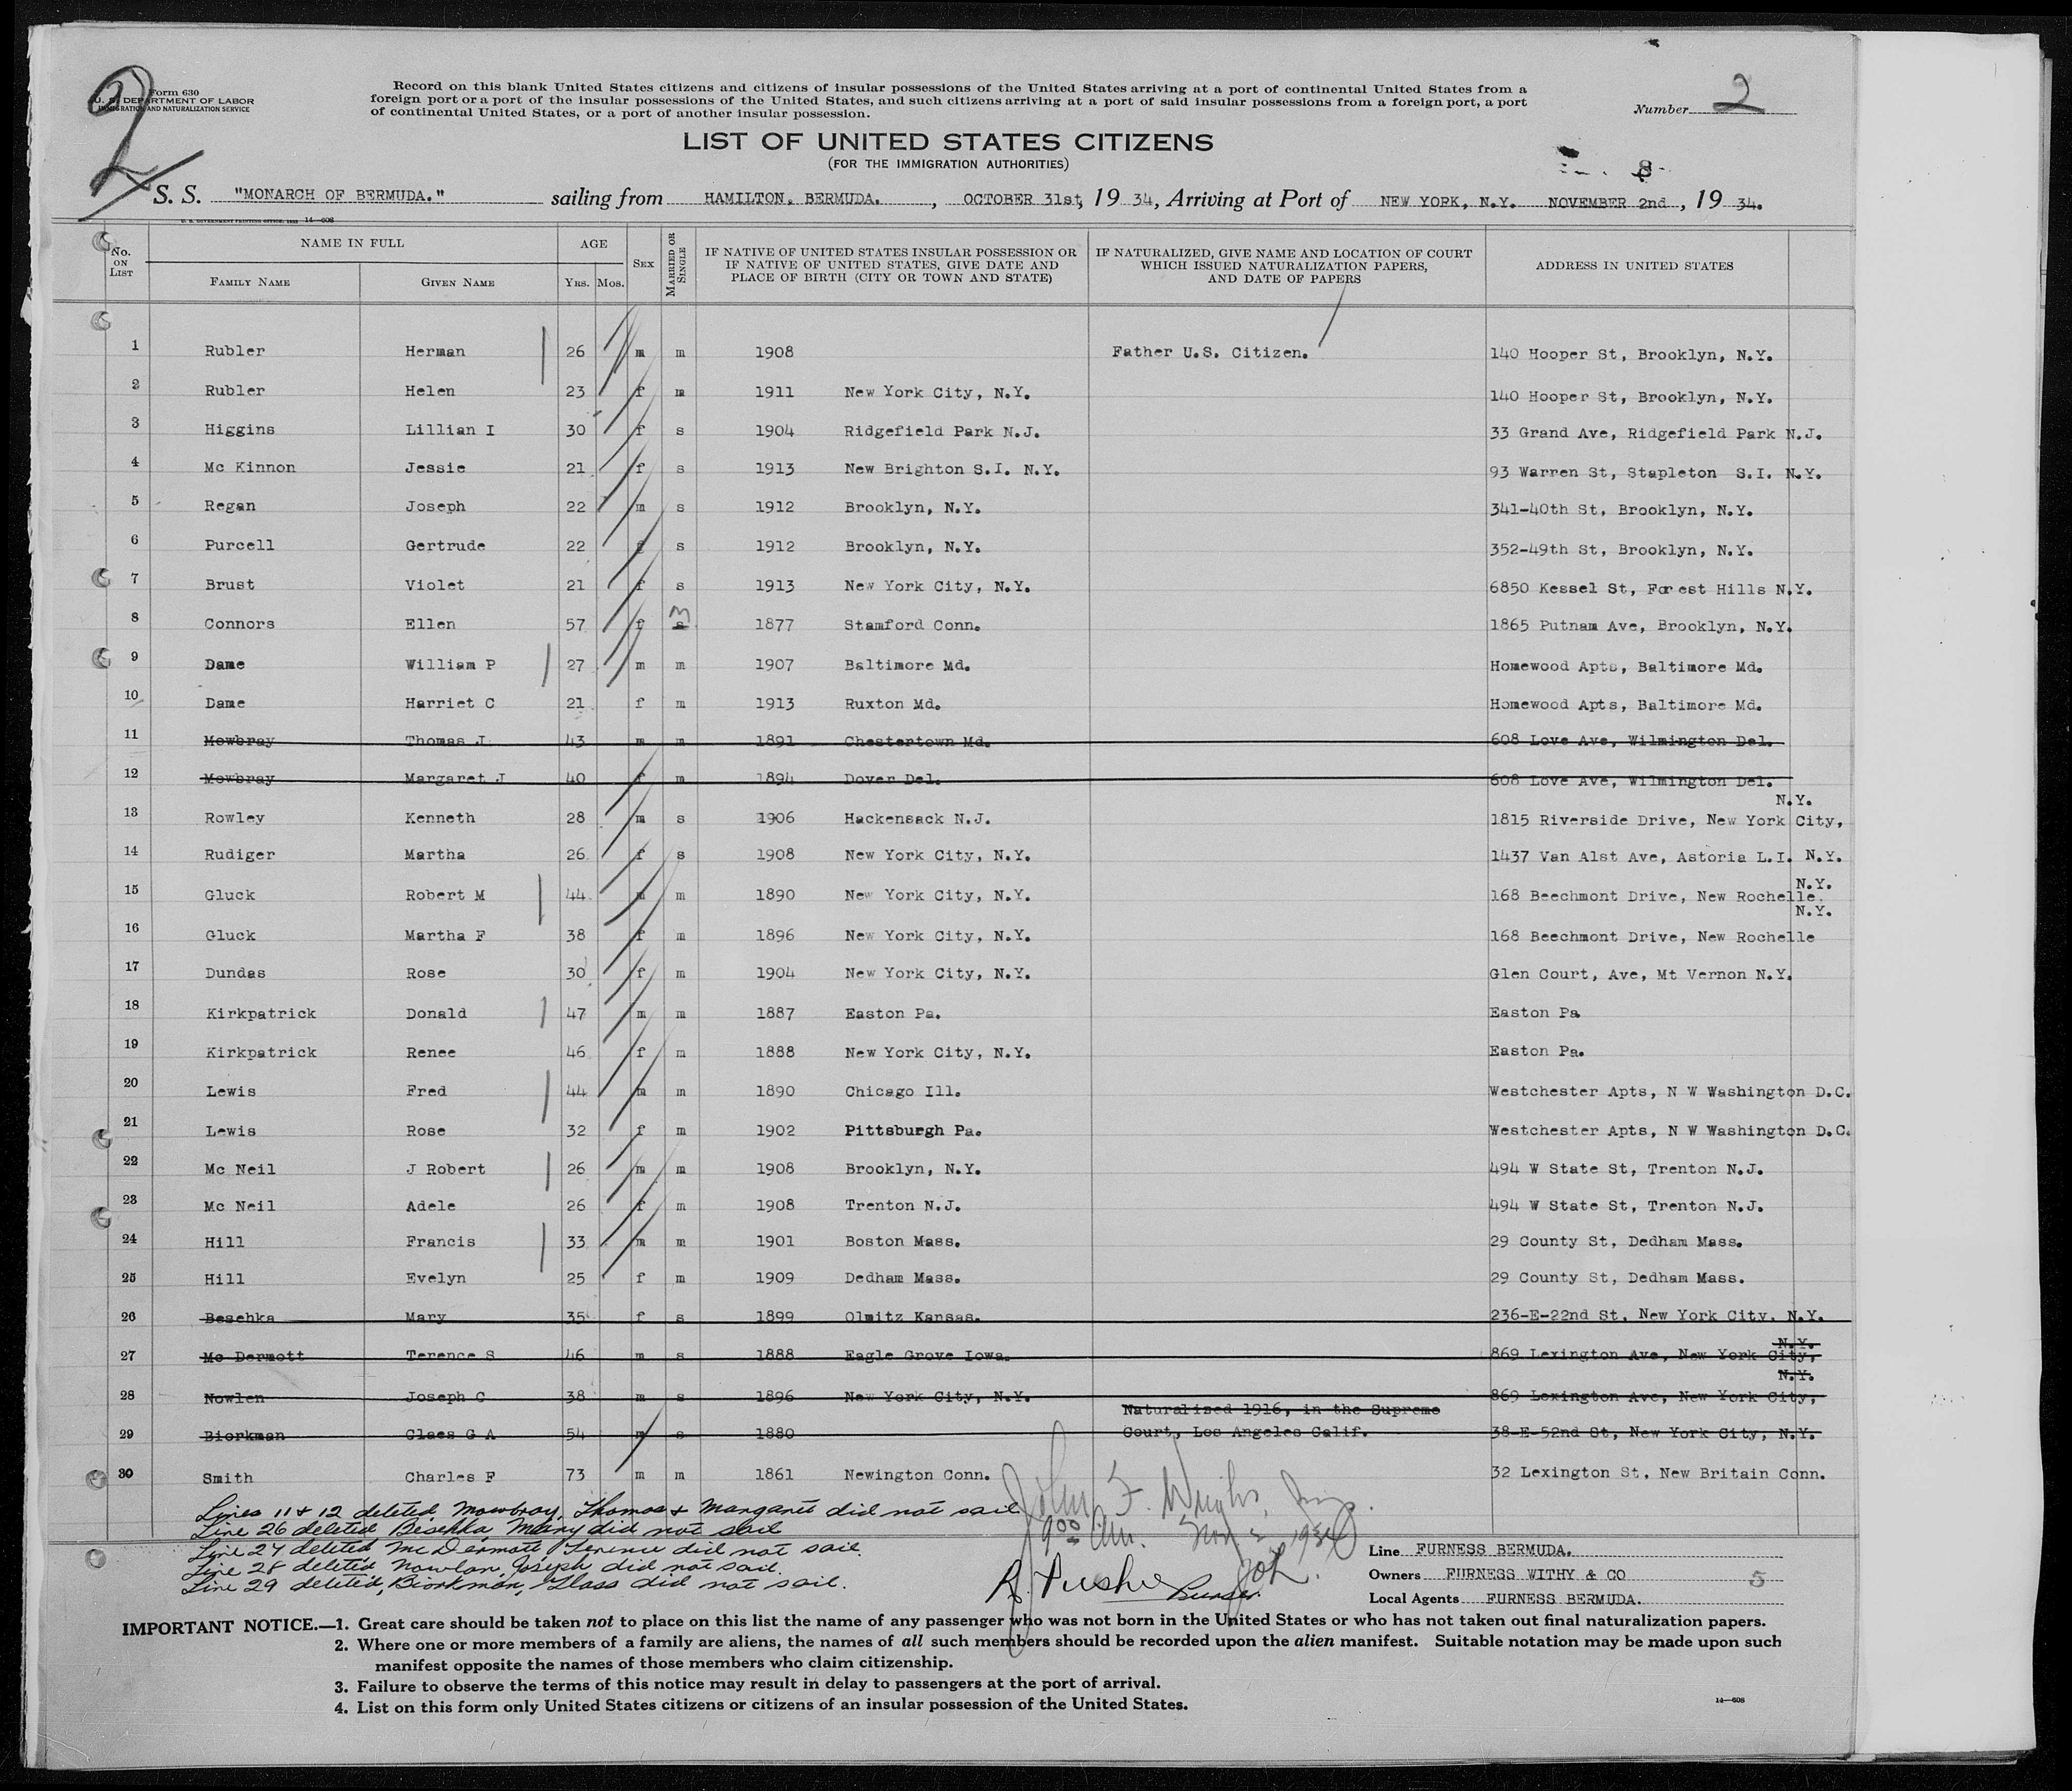 2
Form 630
U. S. DEPARTMENT OF LABOR
IMMIGRATION AND NATURALIZATION SERVICE
Record on this blank United States citizens and citizens of insular possessions of the United States arriving at a port of continental United States from a
foreign port or a port of the insular possessions of the United States, and such citizens arriving at a port of said insular possessions from a foreign port, a port
of continental United States, or a port of another insular possession.
Number 2
LIST OF UNITED STATES CITIZENS
(FOR THE IMMIGRATION AUTHORITIES)
S. S. "MONARCH OF BERMUDA." sailing from HAMILTON. BERMUDA. , OCTOBER 31st, 19 34, Arriving at Port of NEW YORK, N.Y. NOVEMBER 2nd , 19 34.
U. S. GOVERNMENT PRINTING OFFICE: 1933 14—608
No. ON LIST NAME IN FULL Family Name Given Name AGE Yrs. Mos. SEX MARRIED OR SINGLE IF NATIVE OF UNITED STATES INSULAR POSSESSION OR IF NATIVE OF UNITED STATES, GIVE DATE AND PLACE OF BIRTH (CITY OR TOWN AND STATE) IF NATURALIZED, GIVE NAME AND LOCATION OF COURT WHICH ISSUED NATURALIZATION PAPERS, AND DATE OF PAPERS ADDRESS IN UNITED STATES
1 Rubler Herman 26 m m 1908 Father U.S. Citizen. 140 Hooper St, Brooklyn, N.Y.
2 Rubler Helen 23 f m 1911 New York City, N.Y. 140 Hooper St, Brooklyn, N.Y.
3 Higgins Lillian I 30 f s 1904 Ridgefield Park N.J. 33 Grand Ave, Ridgefield Park N.J.
4 Mc Kinnon Jessie 21 f s 1913 New Brighton S.I. N.Y. 93 Warren St, Stapleton S.I. N.Y.
5 Regan Joseph 22 m s 1912 Brooklyn, N.Y. 341-40th St, Brooklyn, N.Y.
6 Purcell Gertrude 22 f s 1912 Brooklyn, N.Y. 352-49th St, Brooklyn, N.Y.
7 Brust Violet 21 f s 1913 New York City, N.Y. 6850 Kessel St, Forest Hills N.Y.
8 Connors Ellen 57 f s M 1877 Stamford Conn. 1865 Putnam Ave, Brooklyn, N.Y.
9 Dame William P 27 m m 1907 Baltimore Md. Homewood Apts, Baltimore Md.
10 Dame Harriet C 21 f m 1913 Ruxton Md. Homewood Apts, Baltimore Md.
11 Mowbray Thomas J 43 m m 1891 Chestertown Md. 608 Love Ave, Wilmington Del.
12 Mowbray Margaret J 40 f m 1894 Dover Del. 608 Love Ave, Wilmington Del.
13 Rowley Kenneth 28 m s 1906 Hackensack N.J. 1815 Riverside Drive, New York City, N.Y.
14 Rudiger Martha 26 f s 1908 New York City, N.Y. 1437 Van Alst Ave, Astoria L.I. N.Y.
15 Gluck Robert M 44 m m 1890 New York City, N.Y. 168 Beechmont Drive, New Rochelle. N.Y.
16 Gluck Martha F 38 f m 1896 New York City, N.Y. 168 Beechmont Drive, New Rochelle N.Y.
17 Dundas Rose 30 f m 1904 New York City, N.Y. Glen Court, Ave, Mt Vernon N.Y.
18 Kirkpatrick Donald 47 m m 1887 Easton Pa. Easton Pa
19 Kirkpatrick Renee 46 f m 1888 New York City, N.Y. Easton Pa.
20 Lewis Fred 44 m m 1890 Chicago Ill. Westchester Apts, N W Washington D.C.
21 Lewis Rose 32 f m 1902 Pittsburgh Pa. Westchester Apts, N W Washington D.C.
22 Mc Neil J Robert 26 m m 1908 Brooklyn, N.Y. 494 W State St, Trenton N.J.
23 Mc Neil Adele 26 f m 1908 Trenton N.J. 494 W State St, Trenton N.J.
24 Hill Francis 33 m m 1901 Boston Mass. 29 County St, Dedham Mass.
25 Hill Evelyn 25 f m 1909 Dedham Mass. 29 County St, Dedham Mass.
26 Beschka Mary 35 f s 1899 Olmitz Kansas. 236-E-22nd St, New York City, N.Y.
27 Mc Dermott Terence S 46 m s 1888 Eagle Grove Iowa. 869 Lexington Ave, New York City, N.Y.
28 Nowlen Joseph C 38 m s 1896 New York City, N.Y. 869 Lexington Ave, New York City, N.Y.
29 Biorkman Claes G A 54 m s 1880 Naturalized 1916, in the Supreme Court, Los Angeles Calif. 38-E-52nd St, New York City, N.Y.
30 Smith Charles F 73 m m 1861 Newington Conn. 32 Lexington St, New Britain Conn.
Lines 11 & 12 deleted, Mowbray, Thomas & Margaret did not sail
Line 26 deleted Beschka Mary did not sail
Line 27 deleted McDermott Terence did not sail.
Line 28 deleted, Nowlan, Joseph did not sail.
Line 29 deleted, Biorkman, Klass did not sail.
9 00 Am. Nov 2, 1934
Purser.
Line FURNESS BERMUDA.
Owners FURNESS WITHY & CO 5
Local Agents FURNESS BERMUDA.
IMPORTANT NOTICE.—1. Great care should be taken not to place on this list the name of any passenger who was not born in the United States or who has not taken out final naturalization papers.
2. Where one or more members of a family are aliens, the names of all such members should be recorded upon the alien manifest. Suitable notation may be made upon such
manifest opposite the names of those members who claim citizenship.
3. Failure to observe the terms of this notice may result in delay to passengers at the port of arrival.
4. List on this form only United States citizens or citizens of an insular possession of the United States.
14—608